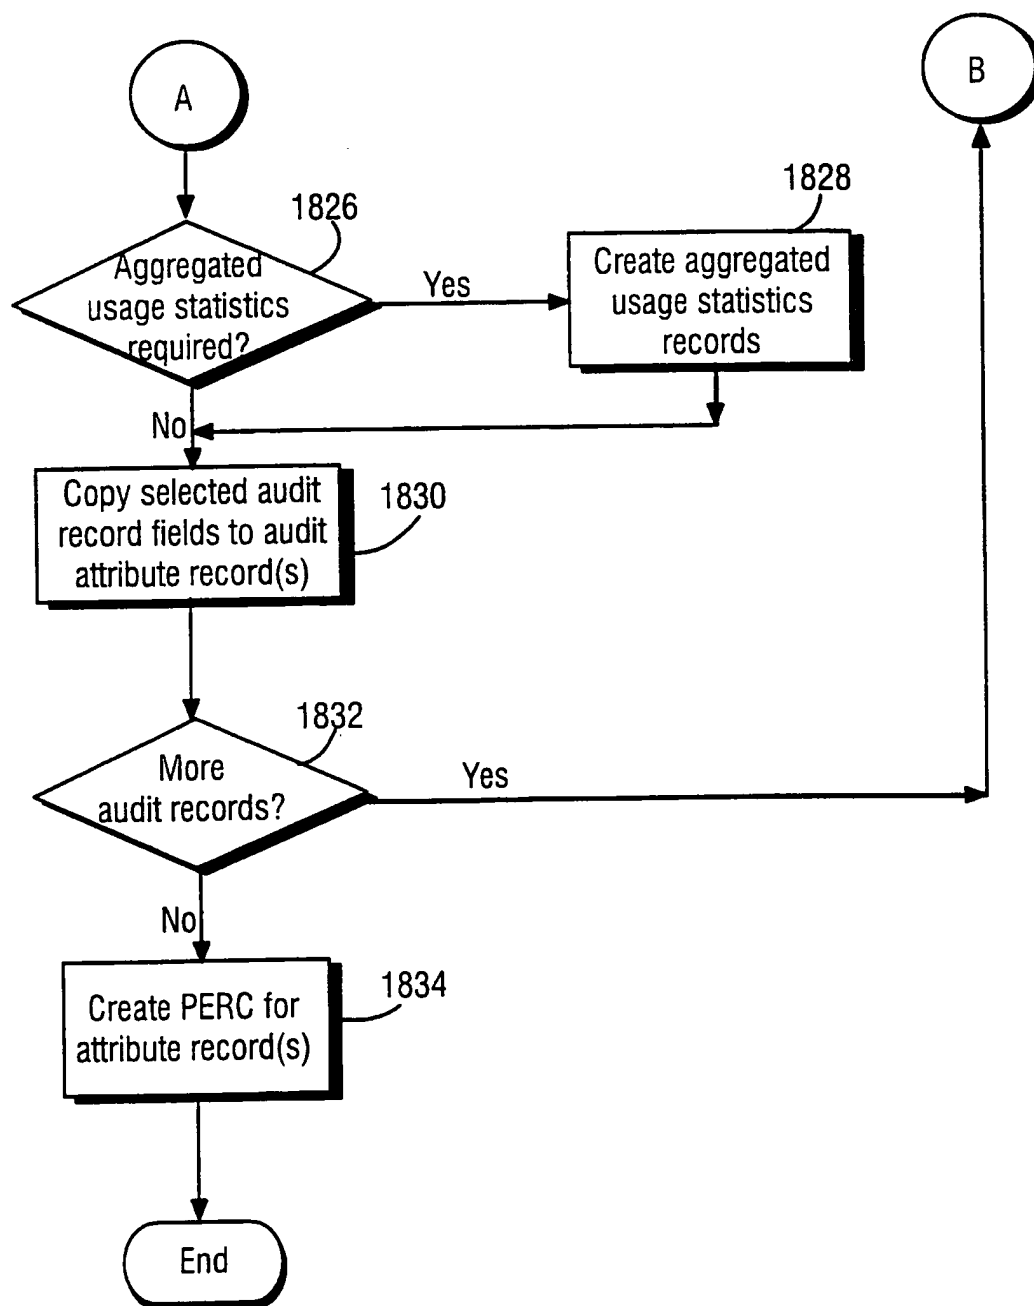 A
B
1826
Aggregated
usage statistics
required?
Yes
1828
Create aggregated
usage statistics
records
No
Copy selected audit
record fields to audit
attribute record(s)
1830
1832
More
audit records?
Yes
No
Create PERC for
attribute record(s)
1834
End